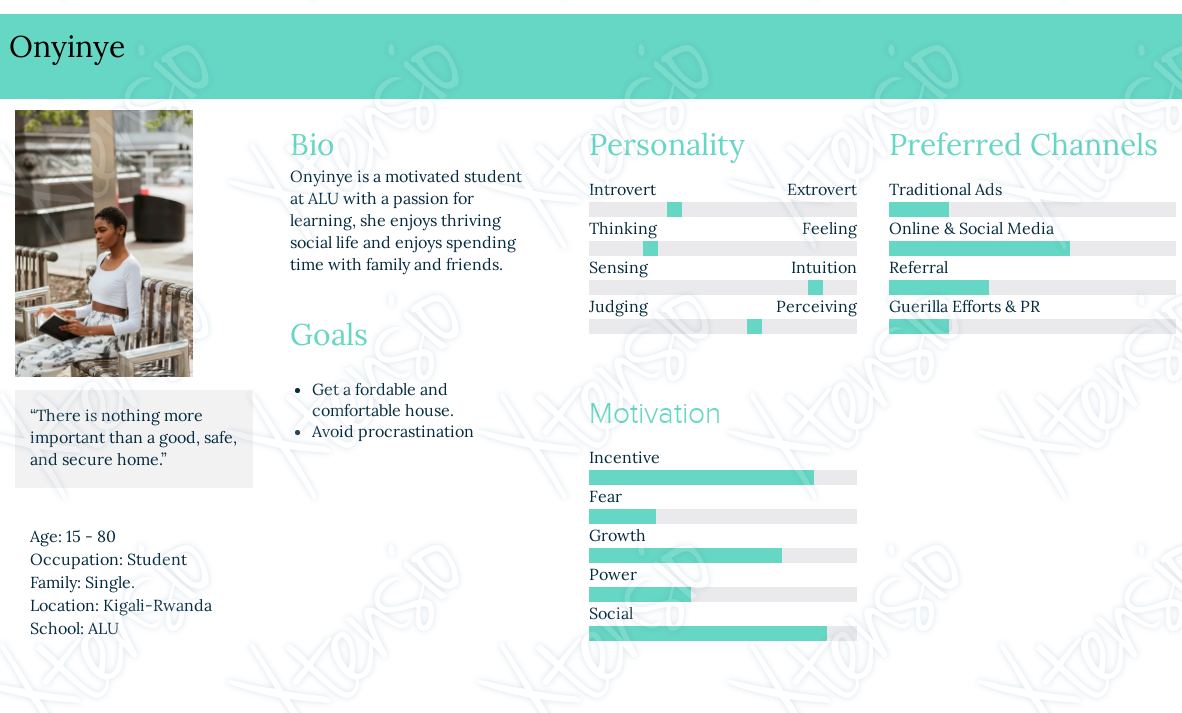 Onyinye
Bio
Onyinye is a motivated student
at ALU with a passion for
learning, she enjoys thriving
social life and enjoys spending
time with family and friends.
Goals
• Get a fordable and
comfortable house.
• Avoid procrastination
“There is nothing more
important than a good, safe,
and secure home.”
Age: 15 - 80
Occupation: Student
Family: Single.
Location: Kigali-Rwanda
School: ALU
Personality
Introvert Extrovert
Thinking Feeling
Sensing Intuition
Judging Perceiving
Motivation
Incentive
Fear
Growth
Power
Social
Preferred Channels
Traditional Ads
Online & Social Media
Referral
Guerilla Efforts & PR
xtensio